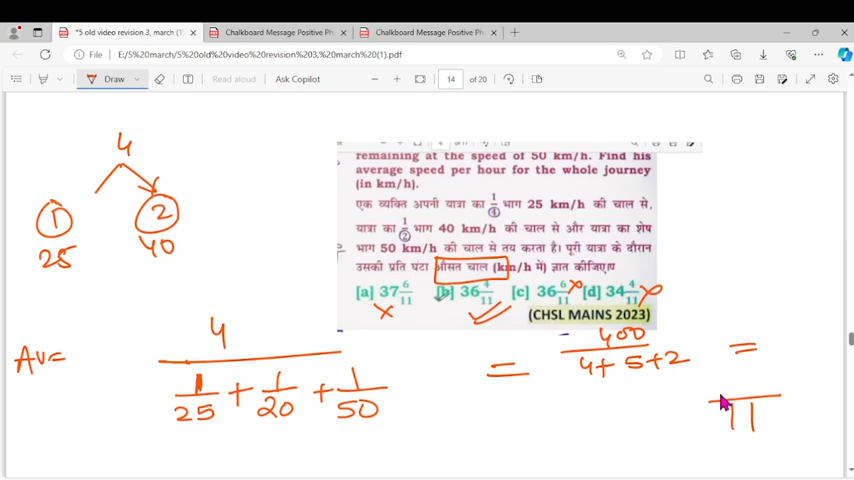 *5 old video revision 3, march (1)
Chalkboard Message Positive Ph
Chalkboard Message Positive Ph
File
E:/5%20march/5%20old%20video%20revision%203,%20march%20(1).pdf
Draw
Read aloud
Ask Copilot
14
of 20
remaining at the speed of 50 km/h. Find his
average speed per hour for the whole journey
(in km/h).
एक व्यक्ति अपनी यात्रा का 1/4 भाग 25 km/h की चाल से,
यात्रा का 1/2 भाग 40 km/h की चाल से और यात्रा का शेष
भाग 50 km/h की चाल से तय करता है। पूरी यात्रा के दौरान
उसकी प्रति घंटा औसत चाल (km/h में) ज्ञात कीजिए।
[a] 37 6/11 [b] 36 4/11 [c] 36 6/11 [d] 34 4/11
(CHSL MAINS 2023)
4
1 2
25 40
Av= 4 / (1/25 + 1/20 + 1/50) = 400 / (4+5+2) =
11